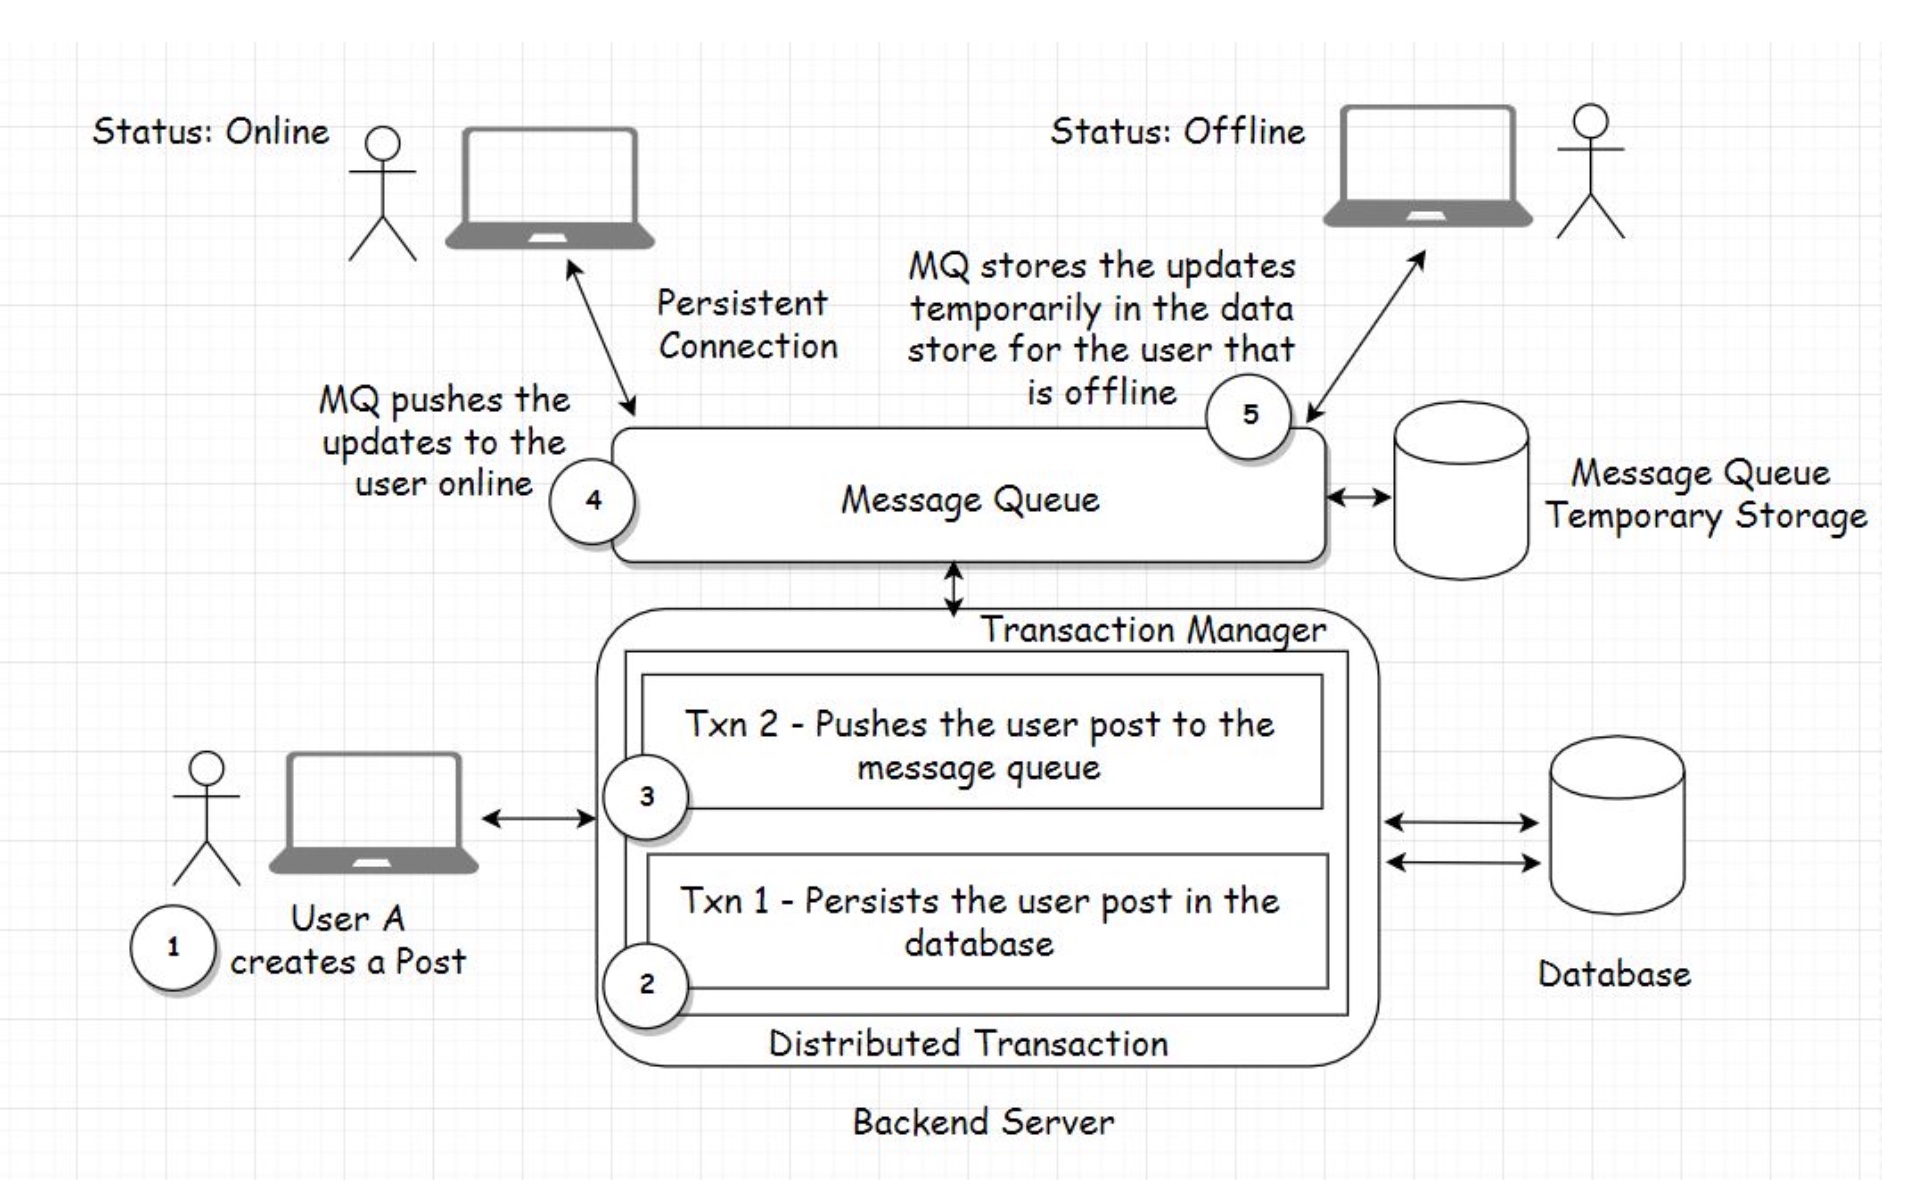 Status: Online
Status: Offline
Persistent
Connection
MQ stores the updates
temporarily in the data
store for the user that
is offline
5
MQ pushes the
updates to the
user online
4
Message Queue
Message Queue
Temporary Storage
Transaction Manager
Txn 2 - Pushes the user post to the
message queue
3
Txn 1 - Persists the user post in the
database
2
Distributed Transaction
Backend Server
1
User A
creates a Post
Database